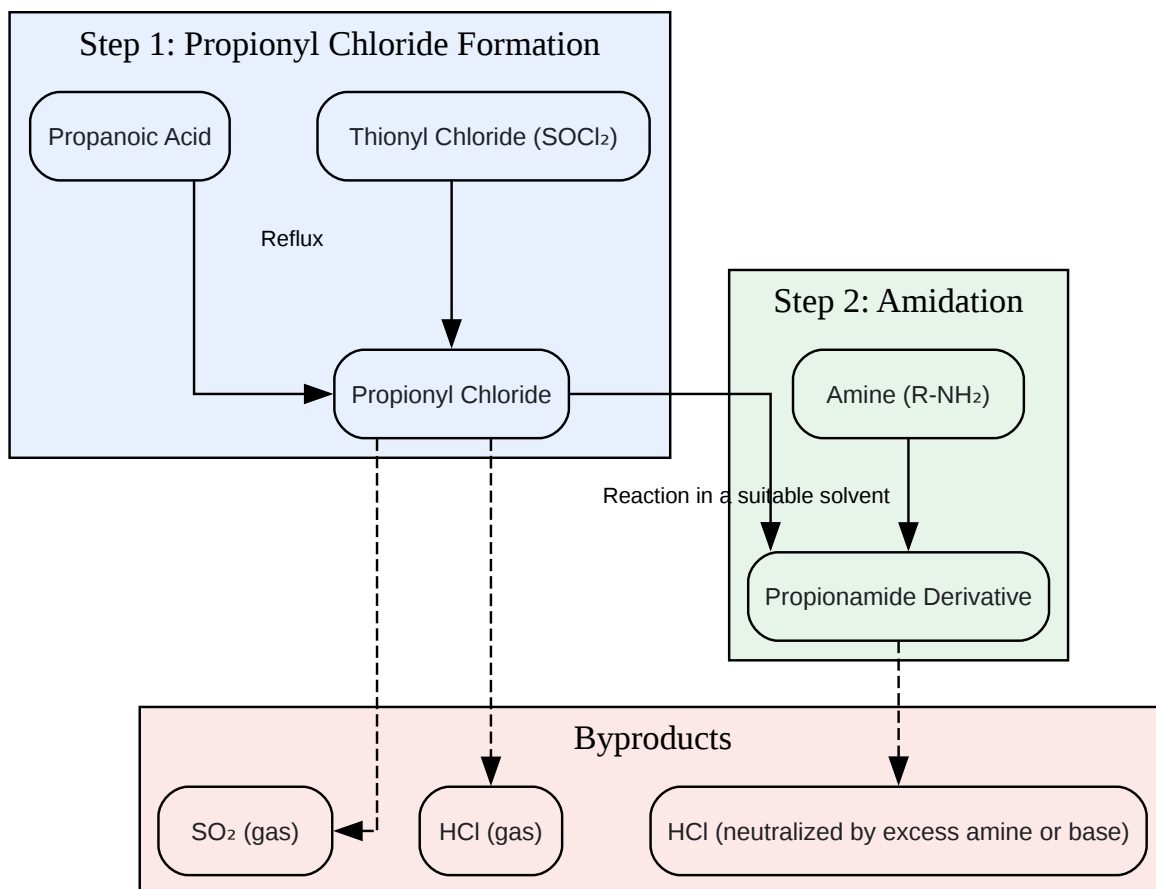 Step 1: Propionyl Chloride Formation
Propanoic Acid
Thionyl Chloride (SOCl₂)
Reflux
Propionyl Chloride
Step 2: Amidation
Amine (R-NH₂)
Reaction in a suitable solvent
Propionamide Derivative
Byproducts
SO₂ (gas)
HCl (gas)
HCl (neutralized by excess amine or base)